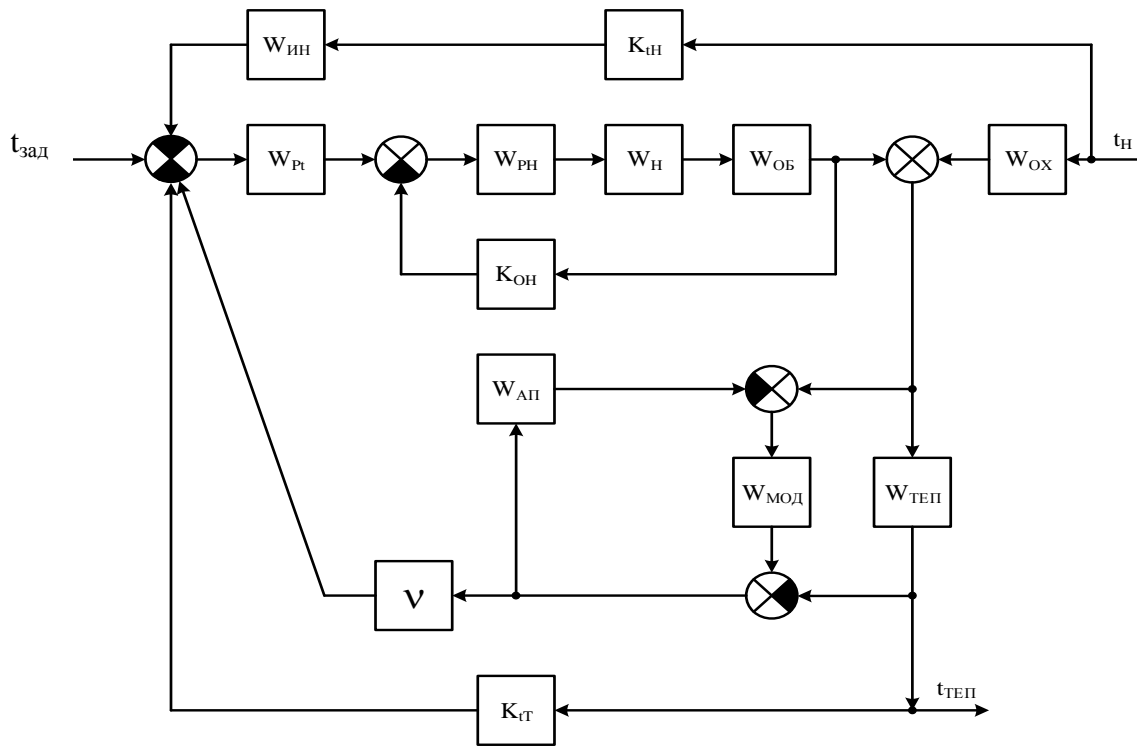 WИН
KtН
tзад
WPt
WРН
WН
WОБ
WОХ
tН
KОН
WАП
WМОД
WТЕП
ν
KtТ
tТЕП